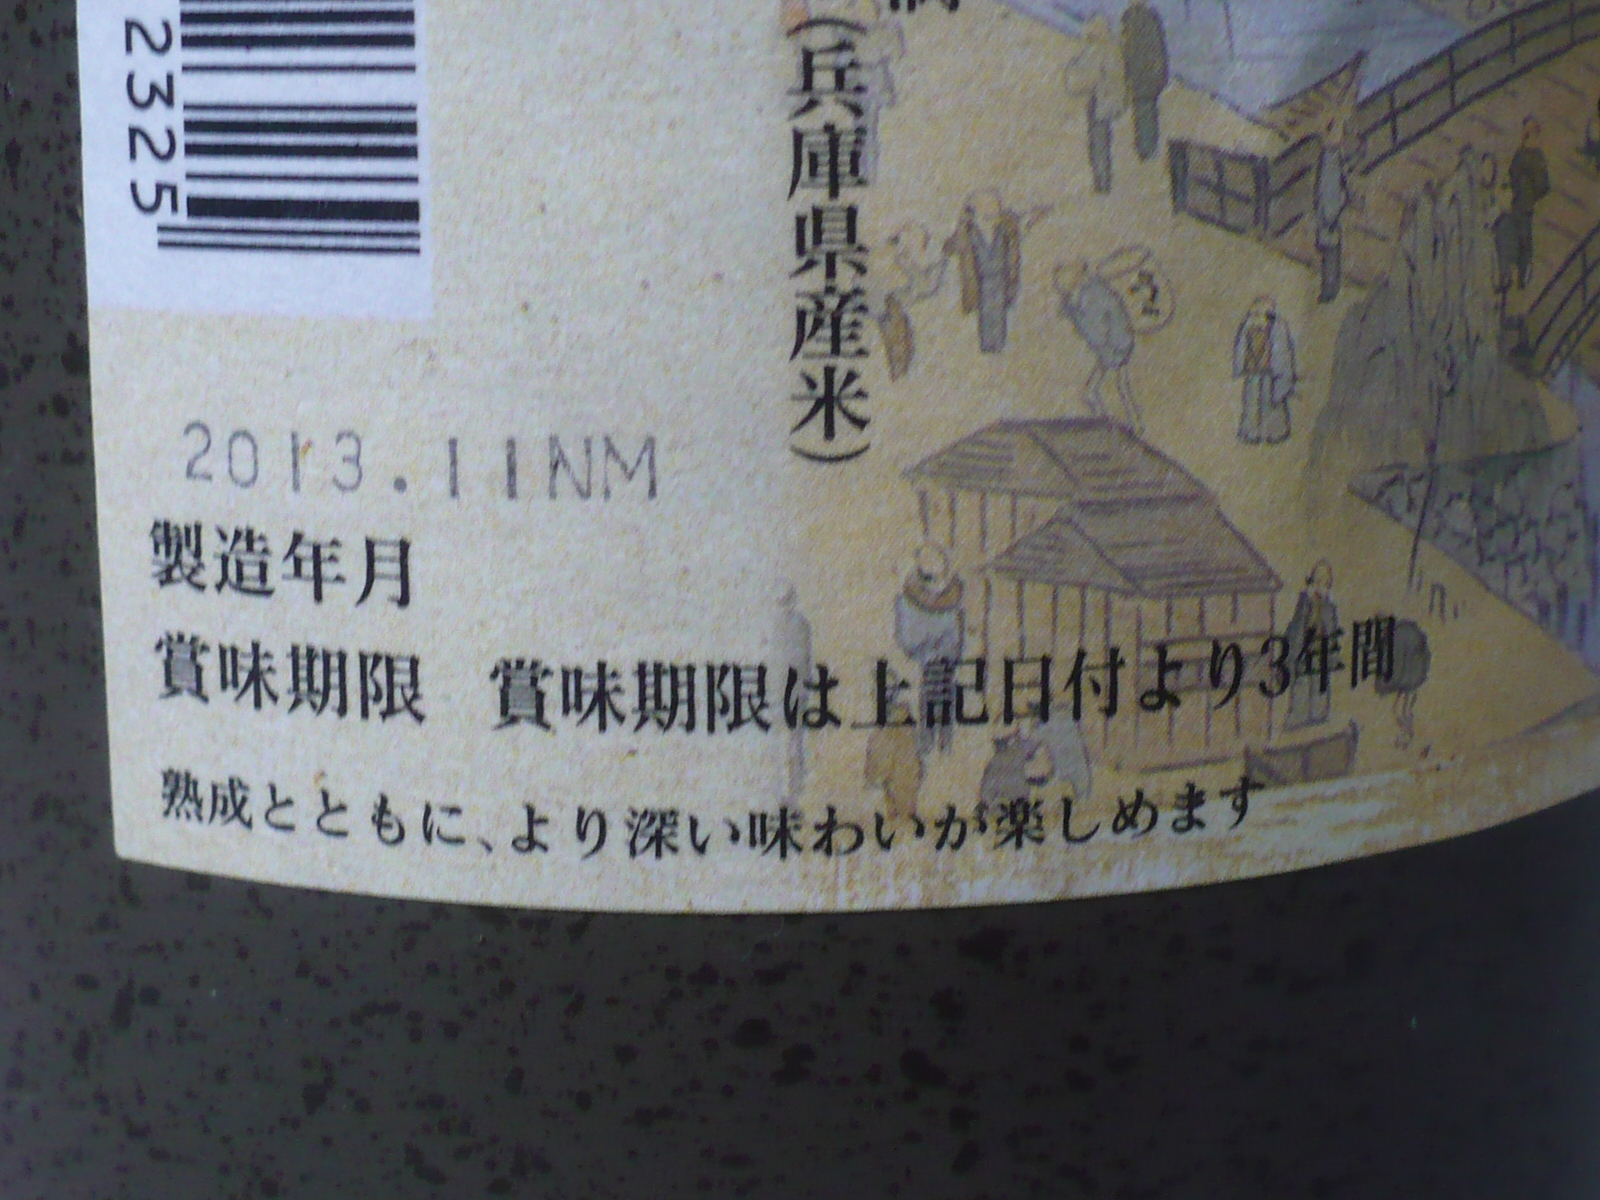 2325
(兵庫県産米)
2013.11NM
製造年月
賞味期限 賞味期限は上記日付より3年間
熟成とともに、より深い味わいが楽しめます